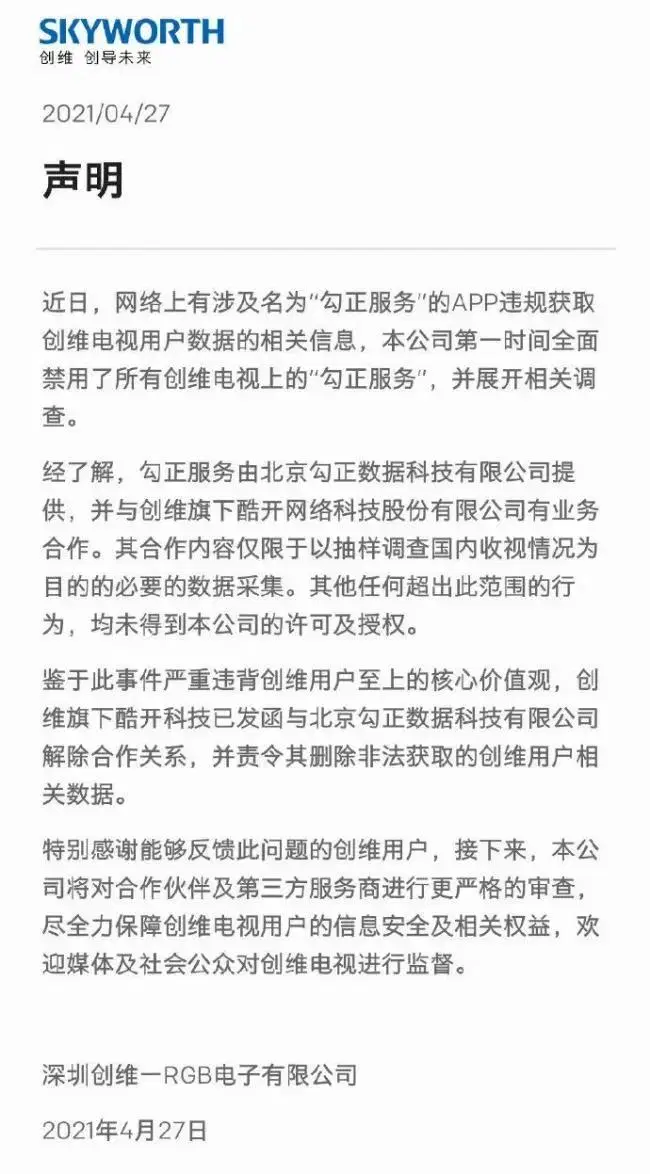 SKYWORTH
创维 创导未来
2021/04/27
声明
近日，网络上有涉及名为“勾正服务”的APP违规获取
创维电视用户数据的相关信息，本公司第一时间全面
禁用了所有创维电视上的“勾正服务”，并展开相关调
查。
经了解，勾正服务由北京勾正数据科技有限公司提
供，并与创维旗下酷开网络科技股份有限公司有业务
合作。其合作内容仅限于以抽样调查国内收视情况为
目的的必要的数据采集。其他任何超出此范围的行
为，均未得到本公司的许可及授权。
鉴于此事件严重违背创维用户至上的核心价值观，创
维旗下酷开科技已发函与北京勾正数据科技有限公司
解除合作关系，并责令其删除非法获取的创维用户相
关数据。
特别感谢能够反馈此问题的创维用户，接下来，本公
司将对合作伙伴及第三方服务商进行更严格的审查，
尽全力保障创维电视用户的信息安全及相关权益，欢
迎媒体及社会公众对创维电视进行监督。
深圳创维一RGB电子有限公司
2021年4月27日